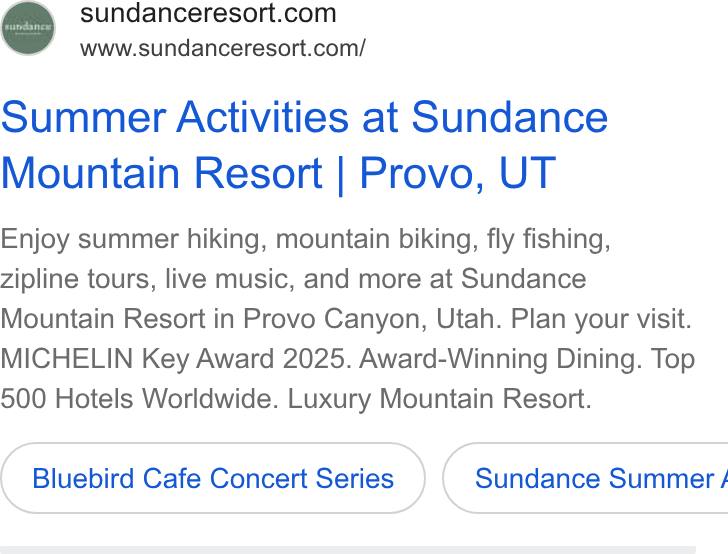 sundance
sundanceresort.com
www.sundanceresort.com/
Summer Activities at Sundance
Mountain Resort | Provo, UT
Enjoy summer hiking, mountain biking, fly fishing,
zipline tours, live music, and more at Sundance
Mountain Resort in Provo Canyon, Utah. Plan your visit.
MICHELIN Key Award 2025. Award-Winning Dining. Top
500 Hotels Worldwide. Luxury Mountain Resort.
Bluebird Cafe Concert Series
Sundance Summer